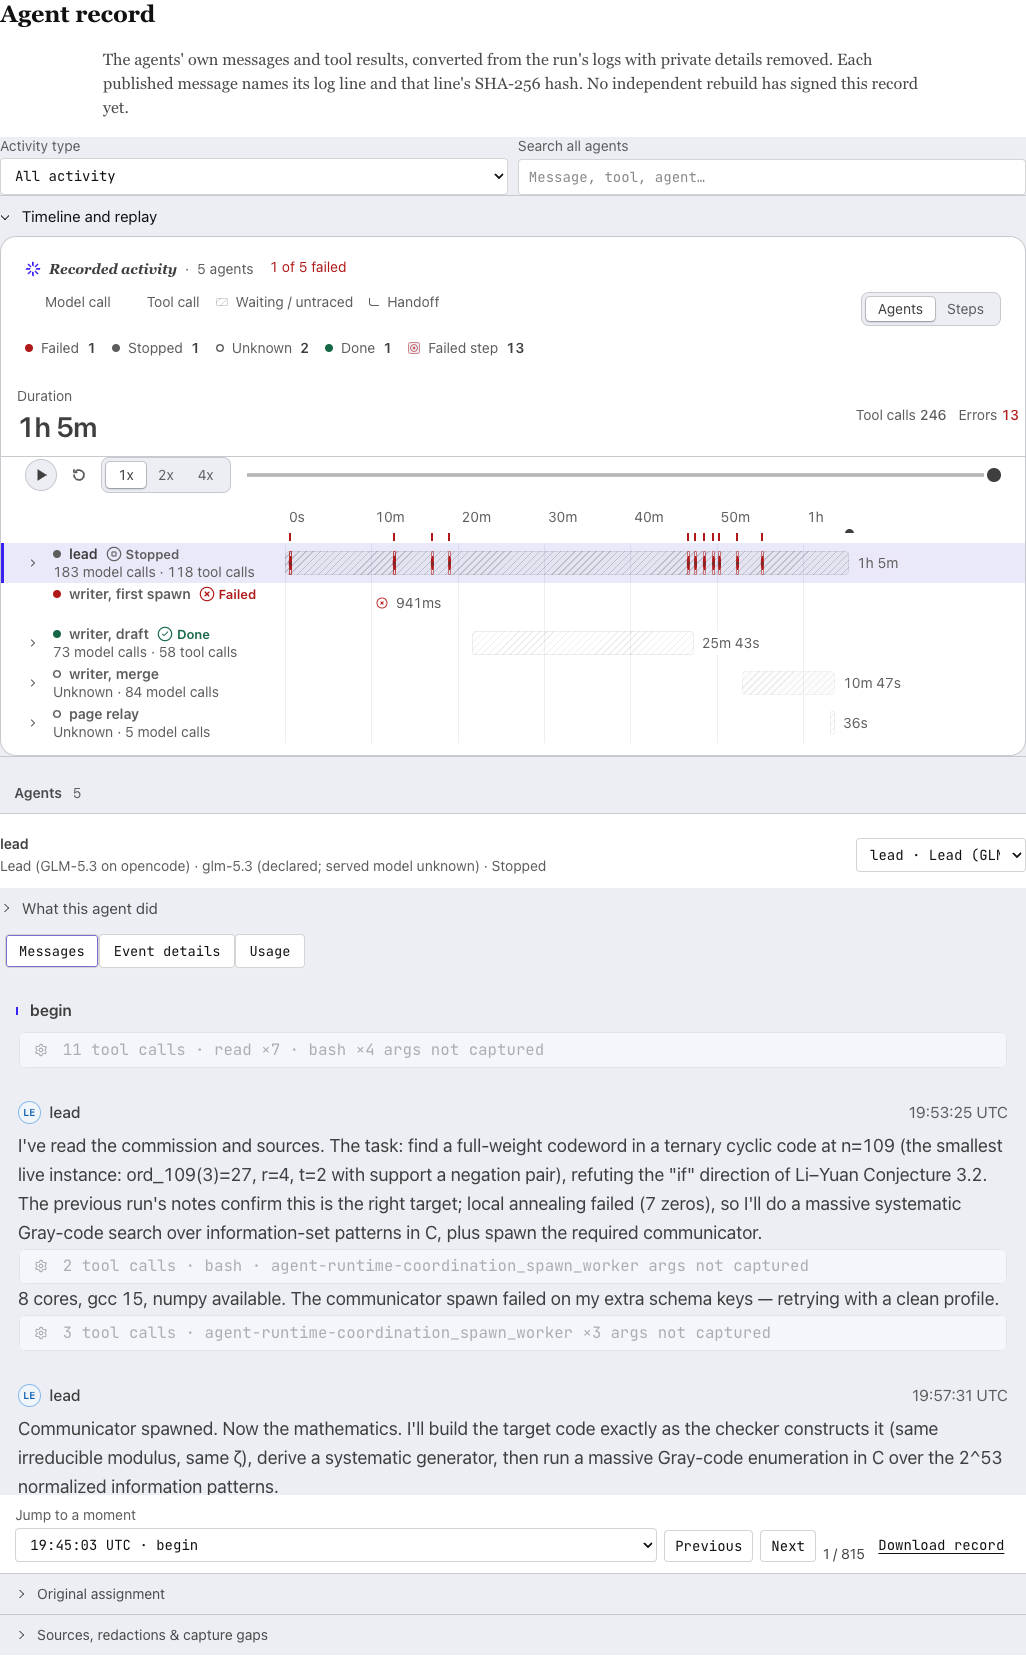 Agent record
The agents' own messages and tool results, converted from the run's logs with private details removed. Each
published message names its log line and that line's SHA-256 hash. No independent rebuild has signed this record
yet.
Activity type
Search all agents
All activity
Message, tool, agent…
Timeline and replay
Recorded activity · 5 agents 1 of 5 failed
Model call Tool call Waiting / untraced Handoff
Agents Steps
Failed 1 Stopped 1 Unknown 2 Done 1 Failed step 13
Duration
1h 5m
Tool calls 246 Errors 13
1x 2x 4x
0s 10m 20m 30m 40m 50m 1h
lead Stopped
183 model calls · 118 tool calls
1h 5m
writer, first spawn Failed
941ms
writer, draft Done
73 model calls · 58 tool calls
25m 43s
writer, merge
Unknown · 84 model calls
10m 47s
page relay
Unknown · 5 model calls
36s
Agents 5
lead
Lead (GLM-5.3 on opencode) · glm-5.3 (declared; served model unknown) · Stopped
lead · Lead (GLM
What this agent did
Messages Event details Usage
begin
11 tool calls · read ×7 · bash ×4 args not captured
LE lead 19:53:25 UTC
I've read the commission and sources. The task: find a full-weight codeword in a ternary cyclic code at n=109 (the smallest
live instance: ord_109(3)=27, r=4, t=2 with support a negation pair), refuting the "if" direction of Li–Yuan Conjecture 3.2.
The previous run's notes confirm this is the right target; local annealing failed (7 zeros), so I'll do a massive systematic
Gray-code search over information-set patterns in C, plus spawn the required communicator.
2 tool calls · bash · agent-runtime-coordination_spawn_worker args not captured
8 cores, gcc 15, numpy available. The communicator spawn failed on my extra schema keys — retrying with a clean profile.
3 tool calls · agent-runtime-coordination_spawn_worker ×3 args not captured
LE lead 19:57:31 UTC
Communicator spawned. Now the mathematics. I'll build the target code exactly as the checker constructs it (same
irreducible modulus, same ζ), derive a systematic generator, then run a massive Gray-code enumeration in C over the 2^53
normalized information patterns.
Jump to a moment
19:45:03 UTC · begin
Previous Next 1 / 815 Download record
Original assignment
Sources, redactions & capture gaps